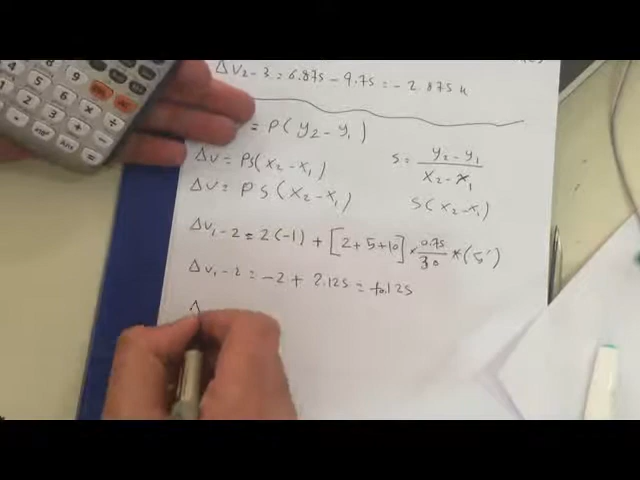 ΔV2-3 = 6.875 - 9.75 = -2.875 k
= P(y2-y1)
ΔV = PS(x2-x1)
S = y2-y1 / x2-x1
ΔV = P S (x2-x1)
S(x2-x1)
ΔV1-2 = 2(-1) + [2+5+10] * 0.75/30 * (5')
ΔV1-2 = -2 + 2.125 = +0.125
Δ